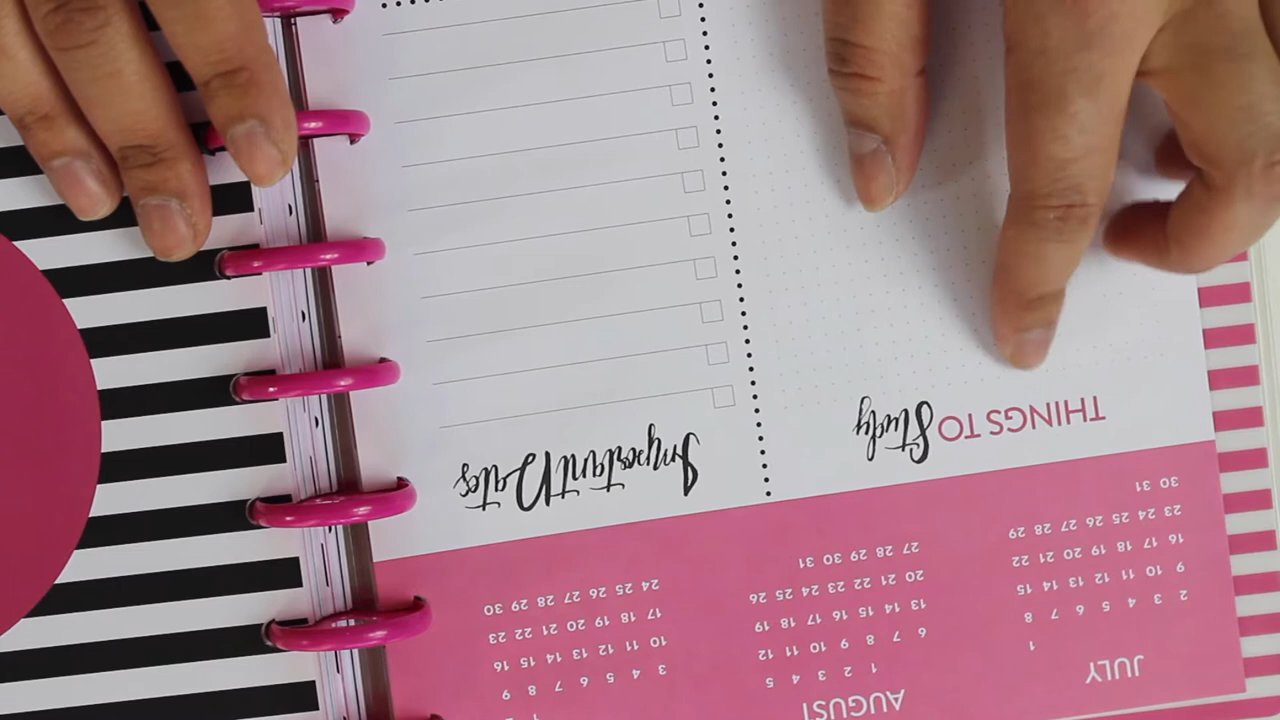 JULY
1
2 3 4 5 6 7 8
9 10 11 12 13 14 15
16 17 18 19 20 21 22
23 24 25 26 27 28 29
30 31
AUGUST
1 2 3 4 5
6 7 8 9 10 11 12
13 14 15 16 17 18 19
20 21 22 23 24 25 26
27 28 29 30 31
1
3 4 5 6 7 8 9
10 11 12 13 14 15 16
17 18 19 20 21 22 23
24 25 26 27 28 29 30
THINGS TO Study
Important Dates